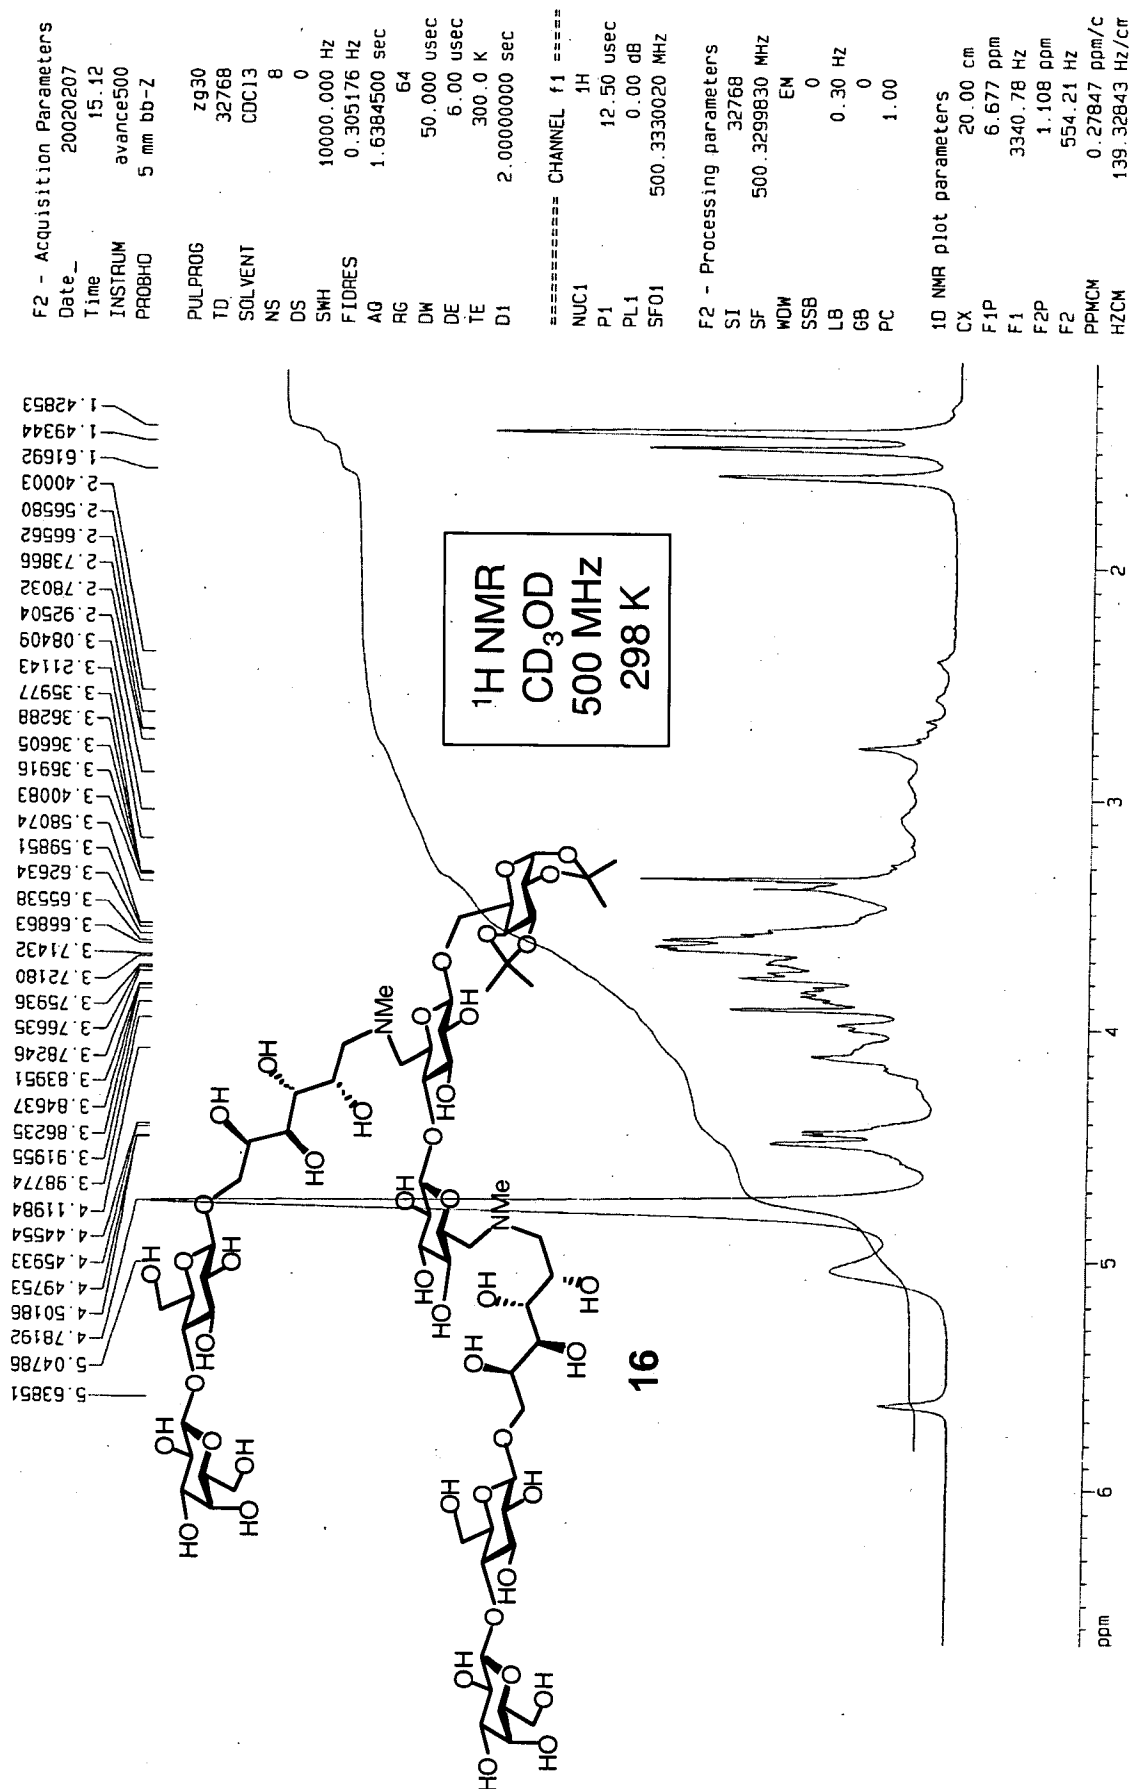 F2 - Acquisition Parameters
Date_ 20020207
Time 15.12
INSTRUM avance500
PROBHD 5 mm bb-Z
PULPROG zg30
TD 32768
SOLVENT CDCl3
NS 8
DS 0
SWH 10000.000 Hz
FIDRES 0.305176 Hz
AQ 1.6384500 sec
RG 64
DW 50.000 usec
DE 6.00 usec
TE 300.0 K
D1 2.00000000 sec
======== CHANNEL f1 ========
NUC1 1H
P1 12.50 usec
PL1 0.00 dB
SFO1 500.3330020 MHz
F2 - Processing parameters
SI 32768
SF 500.3299830 MHz
WDW EM
SSB 0
LB 0.30 Hz
GB 0
PC 1.00
1D NMR plot parameters
CX 20.00 cm
F1P 6.677 ppm
F1 3340.78 Hz
F2P 1.108 ppm
F2 554.21 Hz
PPMCM 0.27847 ppm/c
HZCM 139.32843 Hz/cm
1.42853
1.49344
1.61692
2.40003
2.56580
2.66562
2.73866
2.78032
2.92504
3.08409
3.21143
3.35977
3.36288
3.36605
3.36916
3.40083
3.58074
3.59851
3.62634
3.65538
3.66863
3.71432
3.72180
3.75936
3.76635
3.78246
3.83951
3.84637
3.86235
3.91955
3.98774
4.11984
4.44554
4.45933
4.49753
4.50186
4.78192
5.04786
5.63851
¹H NMR
CD₃OD
500 MHz
298 K
NMe
NMe
16
ppm 6 5 4 3 2